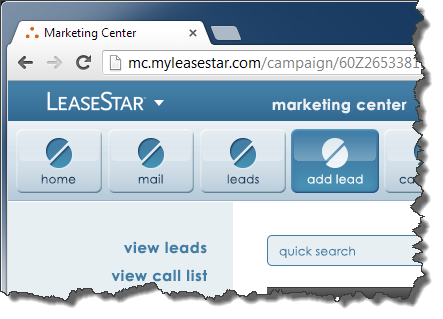 Marketing Center
mc.myleasestar.com/campaign/60Z2653381
LEASESTAR
marketing center
home
mail
leads
add lead
ca
view leads
quick search
view call list